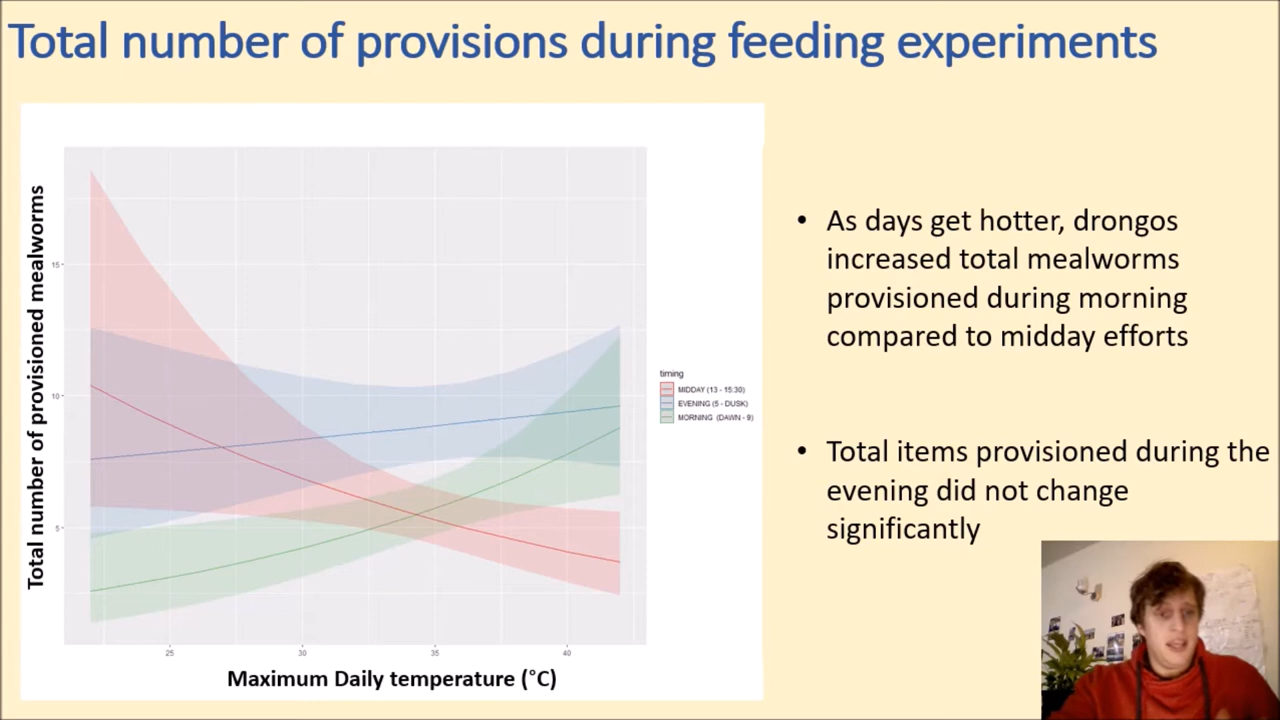 Total number of provisions during feeding experiments
Total number of provisioned mealworms
15
10
5
25
30
35
40
Maximum Daily temperature (°C)
timing
MIDDAY (13 - 15:30)
EVENING (5 - DUSK)
MORNING (DAWN - 9)
• As days get hotter, drongos
increased total mealworms
provisioned during morning
compared to midday efforts
• Total items provisioned during the
evening did not change
significantly